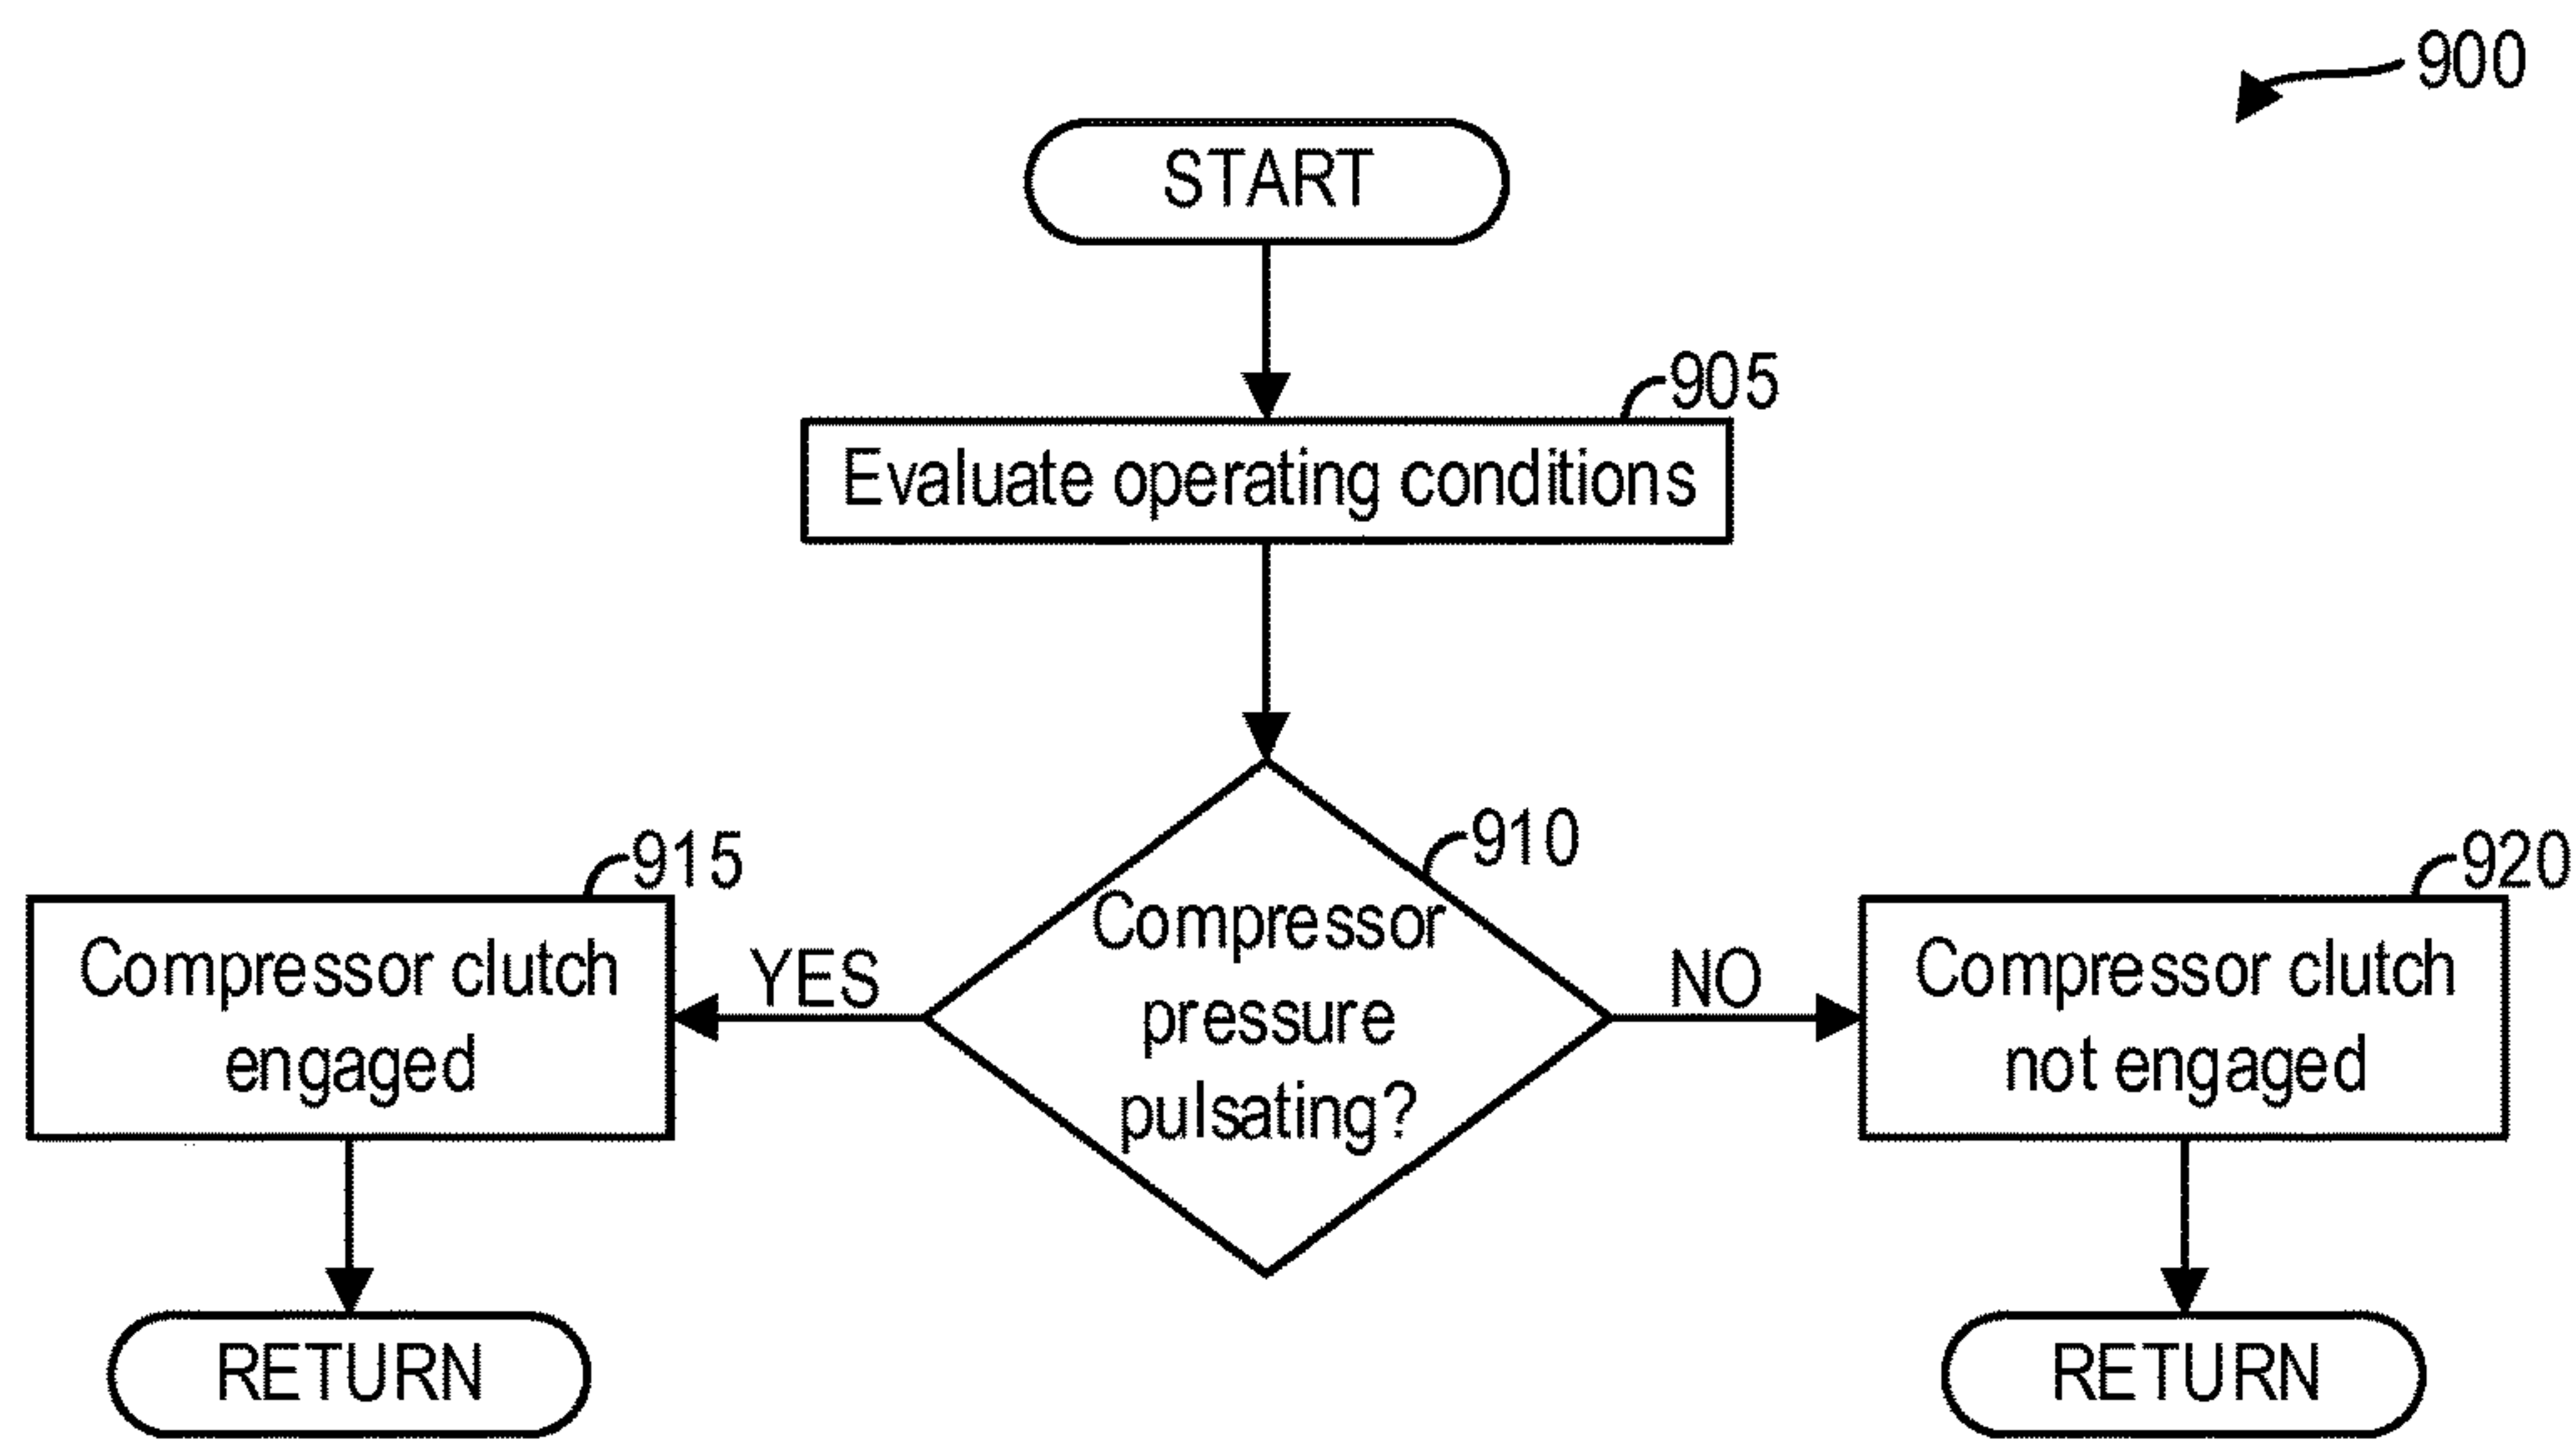 900
START
905
Evaluate operating conditions
910
Compressor
pressure
pulsating?
YES
NO
915
Compressor clutch
engaged
920
Compressor clutch
not engaged
RETURN
RETURN